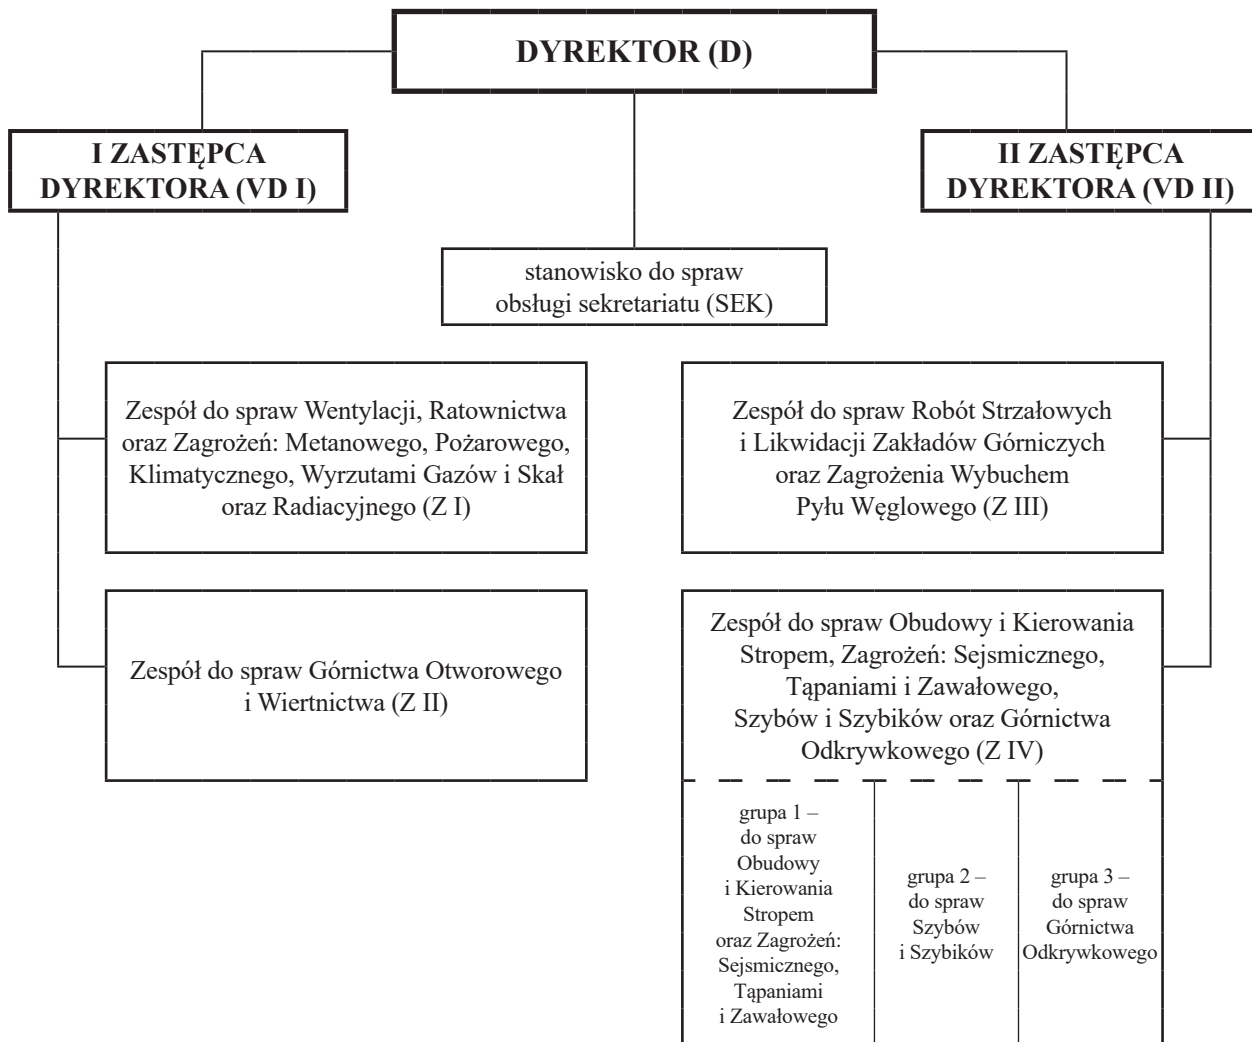 DYREKTOR (D)
I ZASTĘPCA
DYREKTORA (VD I)
II ZASTĘPCA
DYREKTORA (VD II)
stanowisko do spraw
obsługi sekretariatu (SEK)
Zespół do spraw Wentylacji, Ratownictwa
oraz Zagrożeń: Metanowego, Pożarowego,
Klimatycznego, Wyrzutami Gazów i Skał
oraz Radiacyjnego (Z I)
Zespół do spraw Robót Strzałowych
i Likwidacji Zakładów Górniczych
oraz Zagrożenia Wybuchem
Pyłu Węglowego (Z III)
Zespół do spraw Górnictwa Otworowego
i Wiertnictwa (Z II)
Zespół do spraw Obudowy i Kierowania
Stropem, Zagrożeń: Sejsmicznego,
Tąpaniami i Zawałowego,
Szybów i Szybików oraz Górnictwa
Odkrywkowego (Z IV)
grupa 1 –
do spraw
Obudowy
i Kierowania
Stropem
oraz Zagrożeń:
Sejsmicznego,
Tąpaniami
i Zawałowego
grupa 2 –
do spraw
Szybów
i Szybików
grupa 3 –
do spraw
Górnictwa
Odkrywkowego